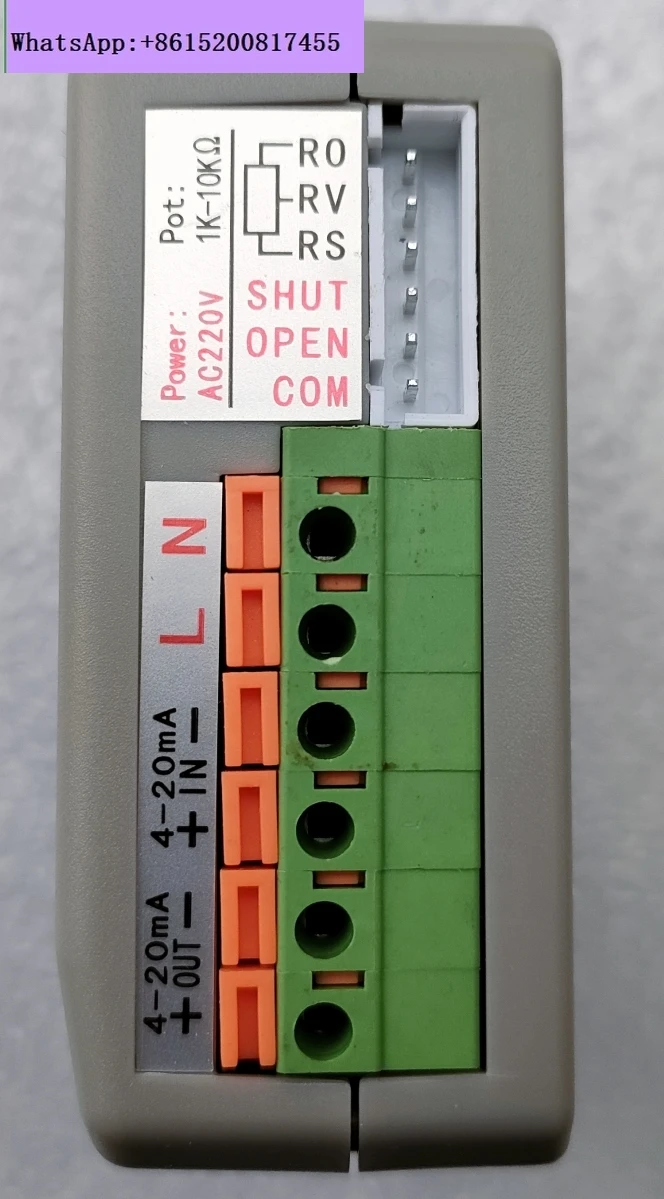 WhatsApp:+8615200817455
Pot:
1K-10KΩ
RO
RV
RS
Power:
AC220V
SHUT
OPEN
COM
N
L
4-20mA
+ IN -
4-20mA
+ OUT -